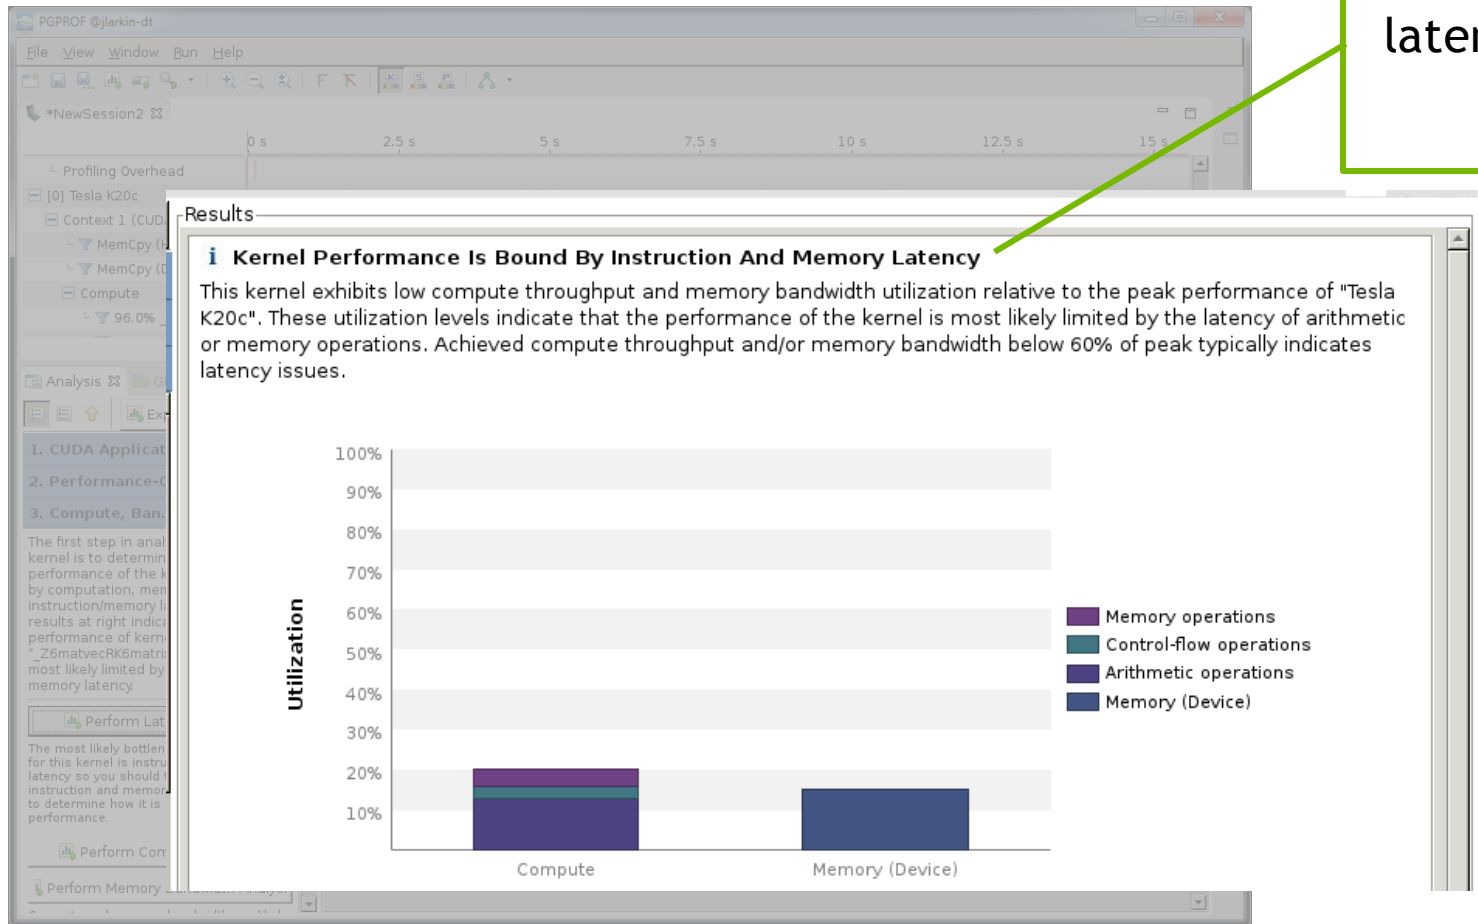 PGPROF @jlarkin-dt
File View Window Run Help
*NewSession2
0 s 2.5 s 5 s 7.5 s 10 s 12.5 s 15 s
Profiling Overhead
[0] Tesla K20c
Context 1 (CUD
MemCpy (
MemCpy (
Compute
96.0%
Analysis
1. CUDA Applicat
2. Performance-
3. Compute, Ban.
The first step in anal
kernel is to determin
performance of the k
by computation, mem
instruction/memory l
results at right indica
performance of kern
"_Z6matvecRK6matri
most likely limited by
memory latency.
Perform Lat
The most likely bottlen
for this kernel is instru
latency so you should
instruction and memor
to determine how it is
performance.
Perform Com
Perform Memory
later
Results
i Kernel Performance Is Bound By Instruction And Memory Latency
This kernel exhibits low compute throughput and memory bandwidth utilization relative to the peak performance of "Tesla
K20c". These utilization levels indicate that the performance of the kernel is most likely limited by the latency of arithmetic
or memory operations. Achieved compute throughput and/or memory bandwidth below 60% of peak typically indicates
latency issues.
100%
90%
80%
70%
60%
50%
40%
30%
20%
10%
Utilization
Compute
Memory (Device)
Memory operations
Control-flow operations
Arithmetic operations
Memory (Device)